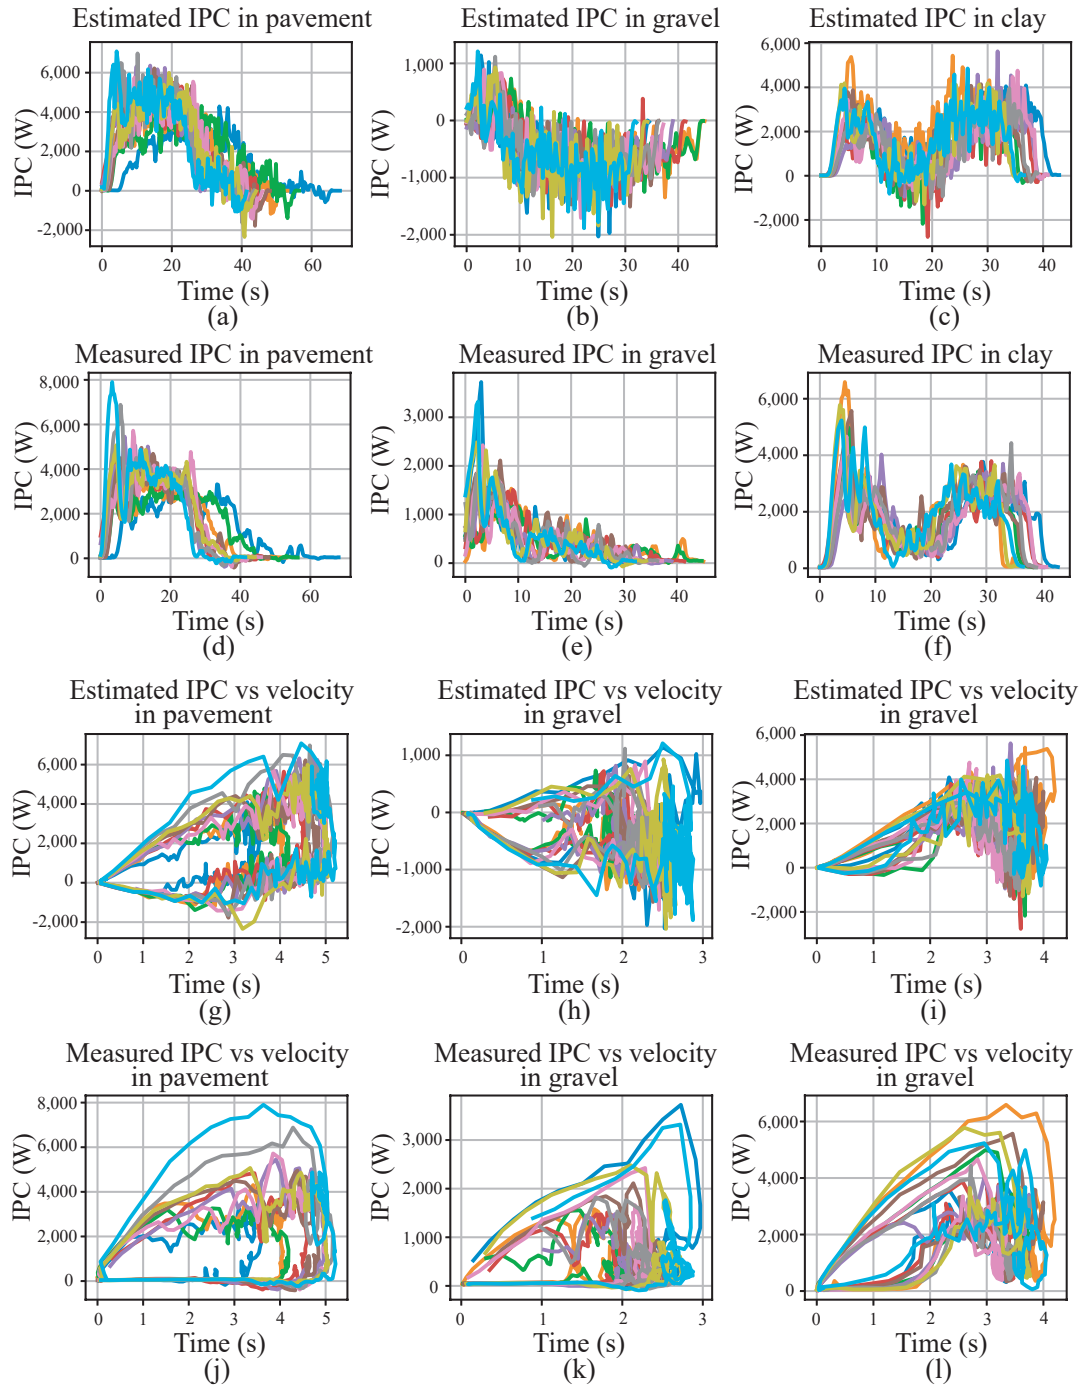 Estimated IPC in pavement
IPC (W)
6,000
4,000
2,000
0
-2,000
0 20 40 60
Time (s)
(a)
Estimated IPC in gravel
IPC (W)
1,000
0
-1,000
-2,000
0 10 20 30 40
Time (s)
(b)
Estimated IPC in clay
IPC (W)
6,000
4,000
2,000
0
-2,000
0 10 20 30 40
Time (s)
(c)
Measured IPC in pavement
IPC (W)
8,000
6,000
4,000
2,000
0
0 20 40 60
Time (s)
(d)
Measured IPC in gravel
IPC (W)
3,000
2,000
1,000
0
0 10 20 30 40
Time (s)
(e)
Measured IPC in clay
IPC (W)
6,000
4,000
2,000
0
0 10 20 30 40
Time (s)
(f)
Estimated IPC vs velocity
in pavement
IPC (W)
6,000
4,000
2,000
0
-2,000
0 1 2 3 4 5
Time (s)
(g)
Estimated IPC vs velocity
in gravel
IPC (W)
1,000
0
-1,000
-2,000
0 1 2 3
Time (s)
(h)
Estimated IPC vs velocity
in gravel
IPC (W)
6,000
4,000
2,000
0
-2,000
0 1 2 3 4
Time (s)
(i)
Measured IPC vs velocity
in pavement
IPC (W)
8,000
6,000
4,000
2,000
0
0 1 2 3 4 5
Time (s)
(j)
Measured IPC vs velocity
in gravel
IPC (W)
3,000
2,000
1,000
0
0 1 2 3
Time (s)
(k)
Measured IPC vs velocity
in gravel
IPC (W)
6,000
4,000
2,000
0
0 1 2 3 4
Time (s)
(l)